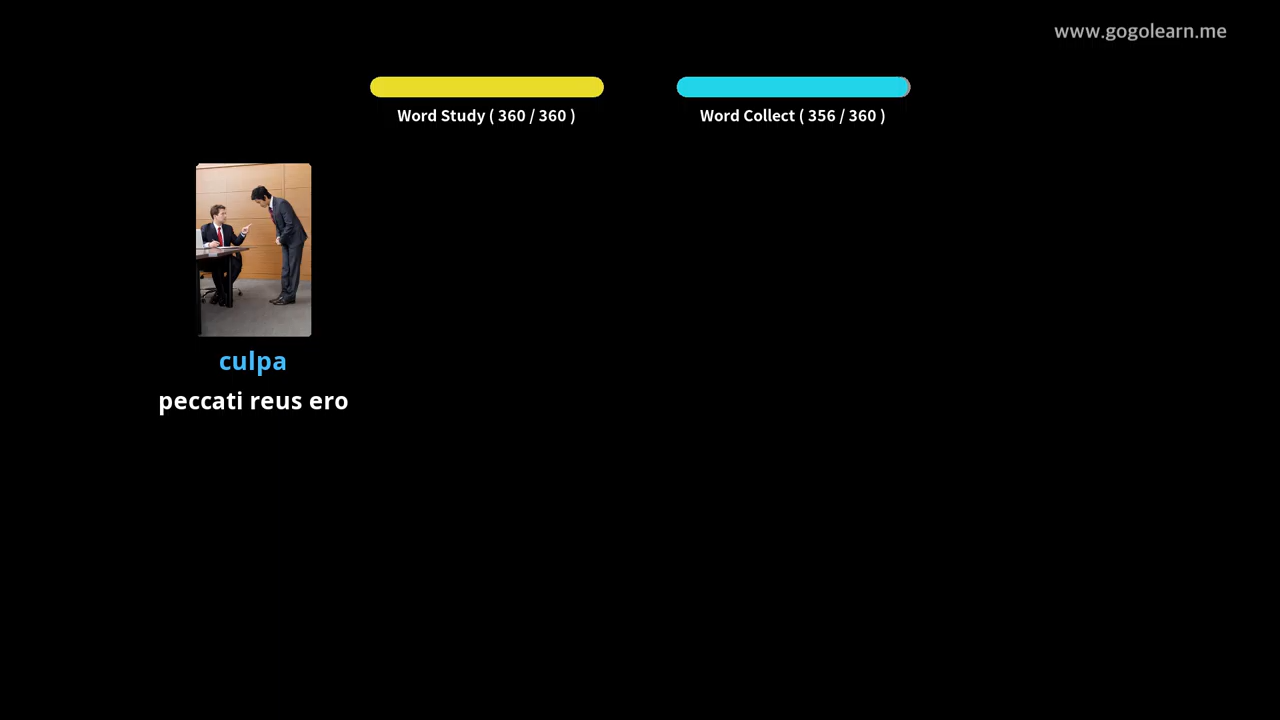 www.gogolearn.me
Word Study ( 360 / 360 )
Word Collect ( 356 / 360 )
culpa
peccati reus ero